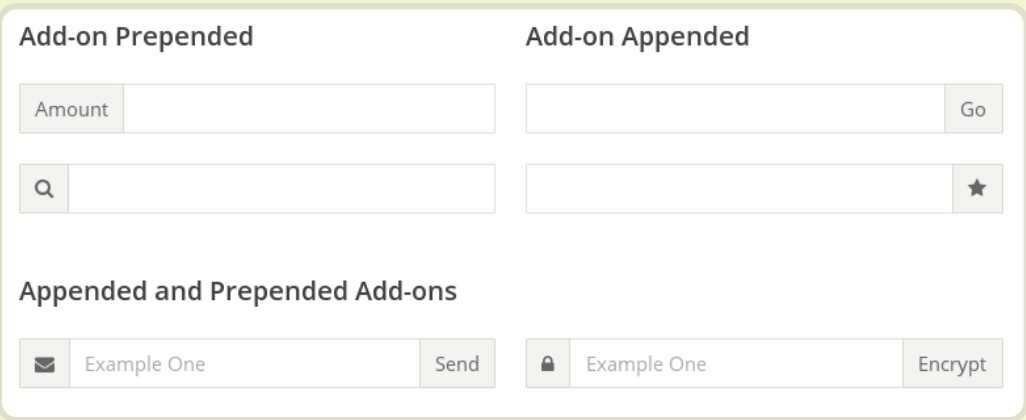 Add-on Prepended
Add-on Appended
Amount
Go
Appended and Prepended Add-ons
Example One
Send
Example One
Encrypt